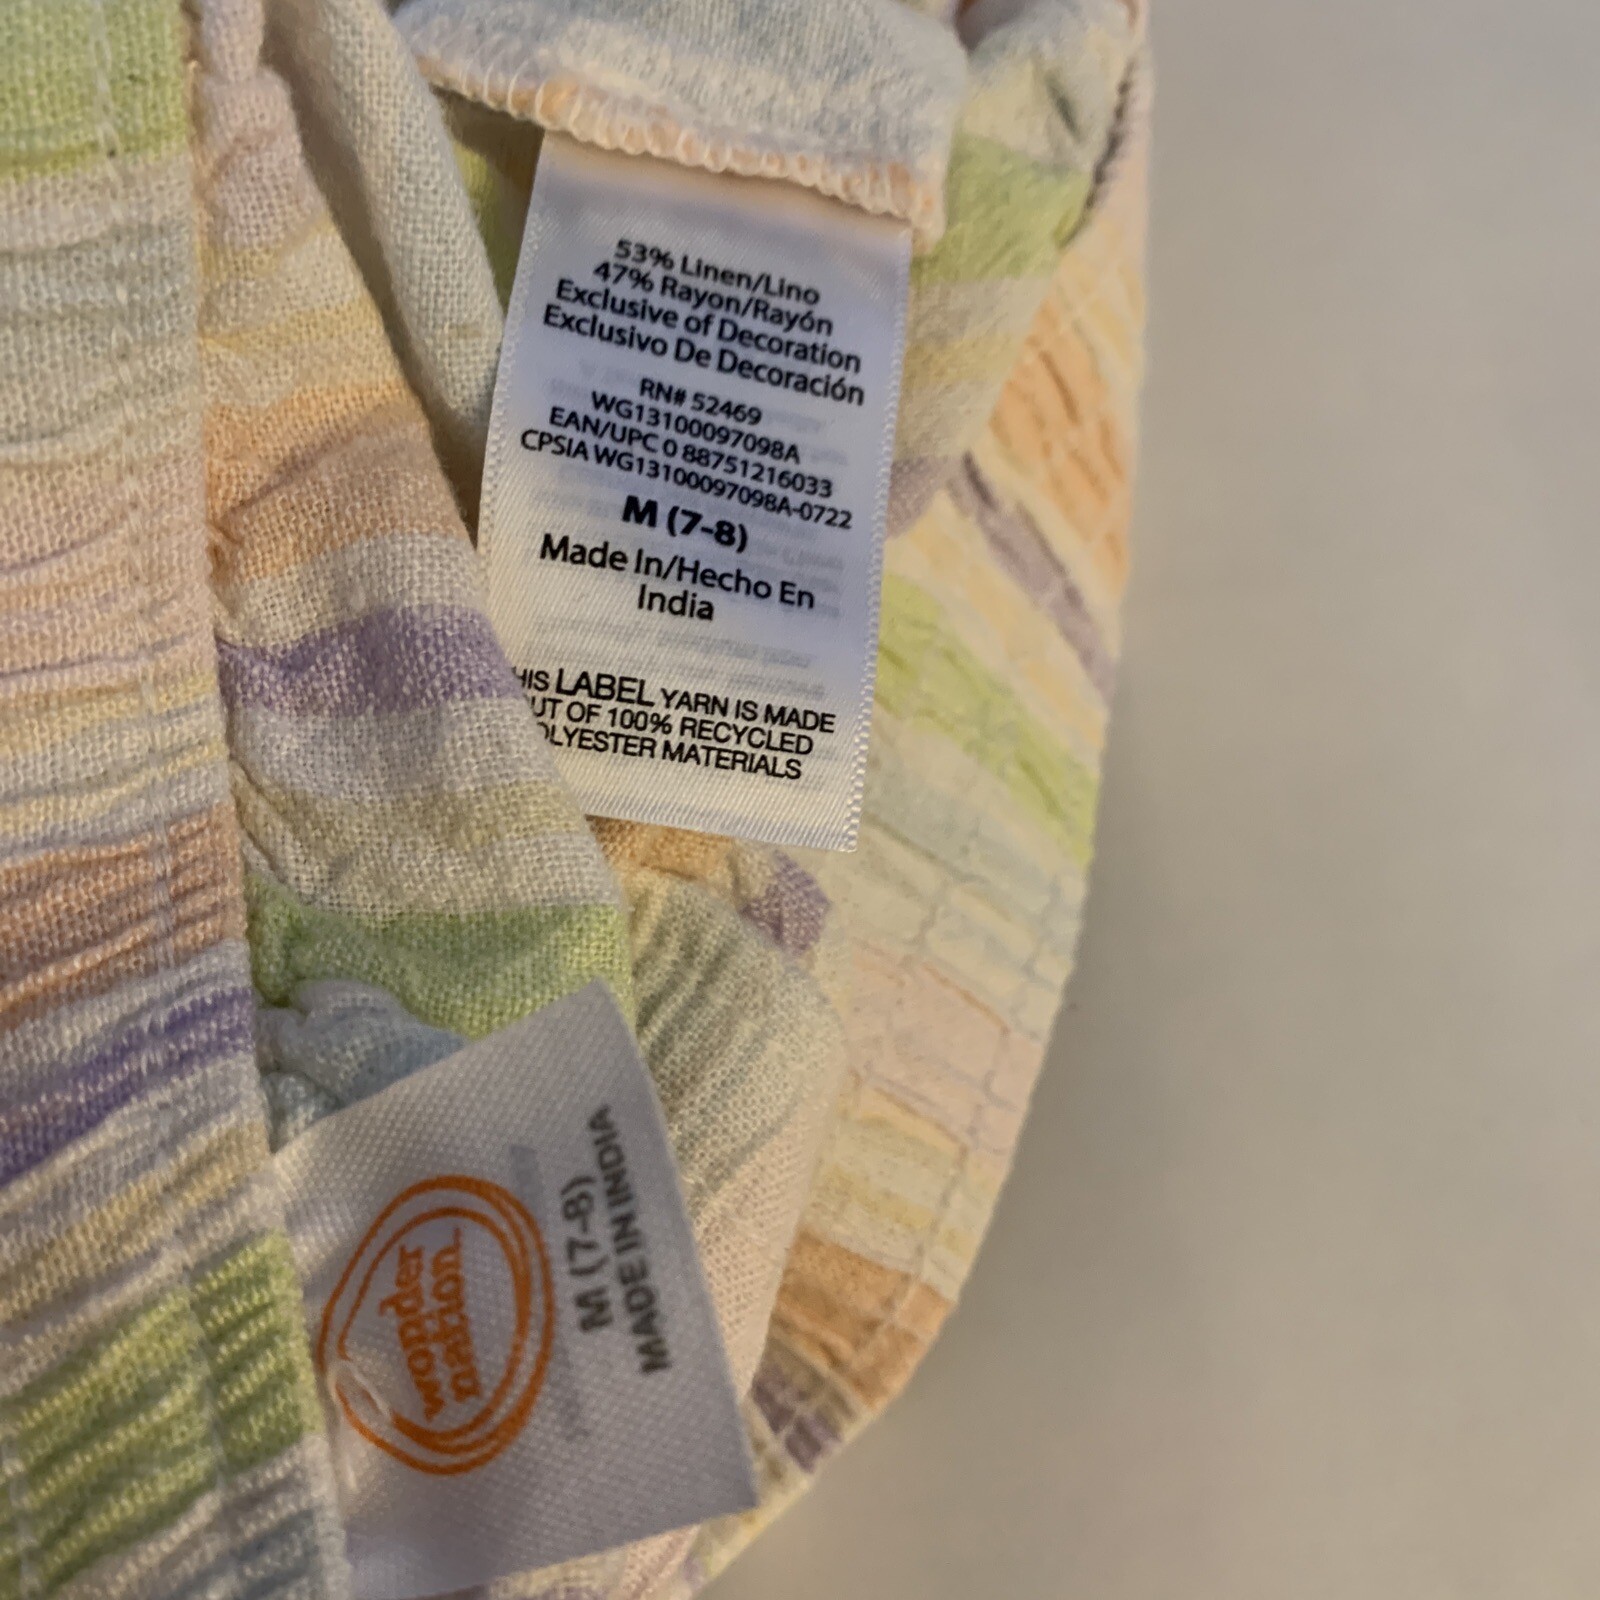 53% Linen/Lino
47% Rayon/Rayón
Exclusive of Decoration
Exclusivo De Decoración
RN# 52469
WG13100097098A
EAN/UPC 0 88751216033
CPSIA WG13100097098A-0722
M (7-8)
Made In/Hecho En
India
HIS LABEL YARN IS MADE
UT OF 100% RECYCLED
OLYESTER MATERIALS
wonder
nation
M (7-8)
MADE IN INDIA